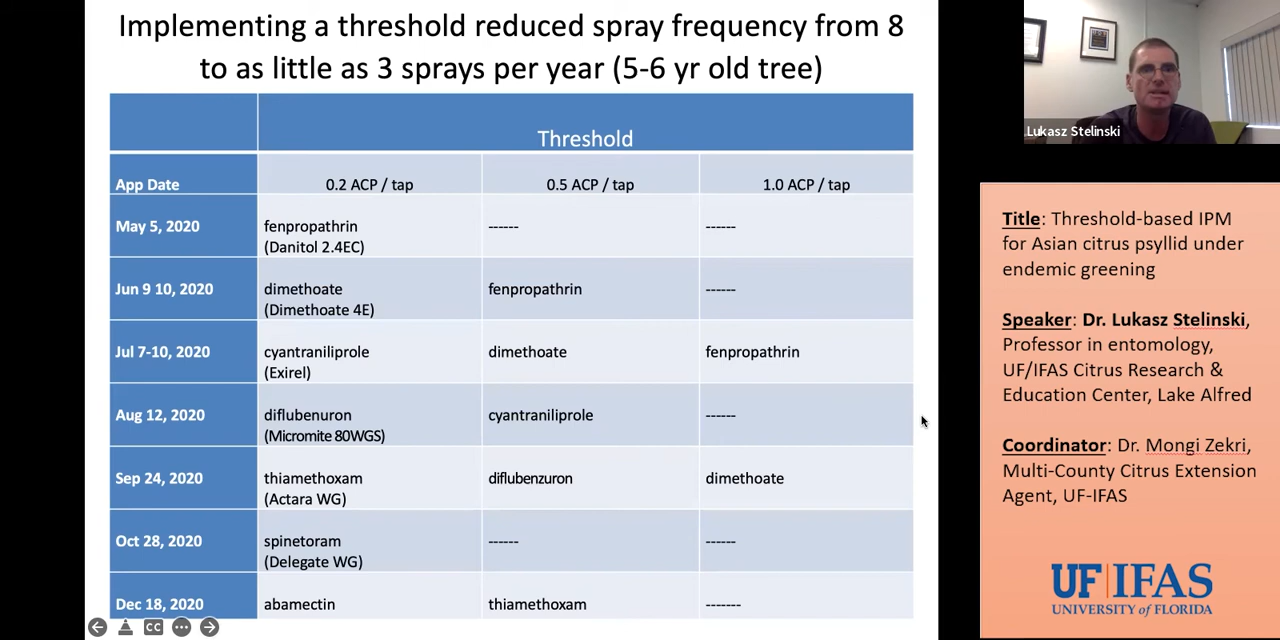 Implementing a threshold reduced spray frequency from 8
to as little as 3 sprays per year (5-6 yr old tree)
Threshold
App Date 0.2 ACP / tap 0.5 ACP / tap 1.0 ACP / tap
May 5, 2020 fenpropathrin ------ ------
(Danitol 2.4EC)
Jun 9 10, 2020 dimethoate fenpropathrin ------
(Dimethoate 4E)
Jul 7-10, 2020 cyantraniliprole dimethoate fenpropathrin
(Exirel)
Aug 12, 2020 diflubenuron cyantraniliprole ------
(Micromite 80WGS)
Sep 24, 2020 thiamethoxam diflubenzuron dimethoate
(Actara WG)
Oct 28, 2020 spinetoram ------ ------
(Delegate WG)
Dec 18, 2020 abamectin thiamethoxam -------
CC
Lukasz Stelinski
Title: Threshold-based IPM
for Asian citrus psyllid under
endemic greening
Speaker: Dr. Lukasz Stelinski,
Professor in entomology,
UF/IFAS Citrus Research &
Education Center, Lake Alfred
Coordinator: Dr. Mongi Zekri,
Multi-County Citrus Extension
Agent, UF-IFAS
UF|IFAS
UNIVERSITY of FLORIDA